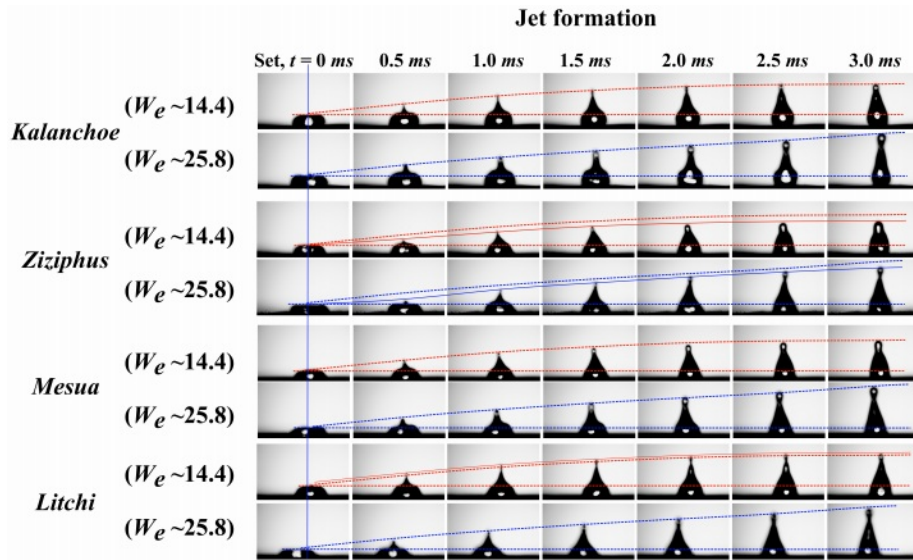 Jet formation
Set, t = 0 ms 0.5 ms 1.0 ms 1.5 ms 2.0 ms 2.5 ms 3.0 ms
Kalanchoe
(We ~14.4)
(We ~25.8)
Ziziphus
(We ~14.4)
(We ~25.8)
Mesua
(We ~14.4)
(We ~25.8)
Litchi
(We ~14.4)
(We ~25.8)